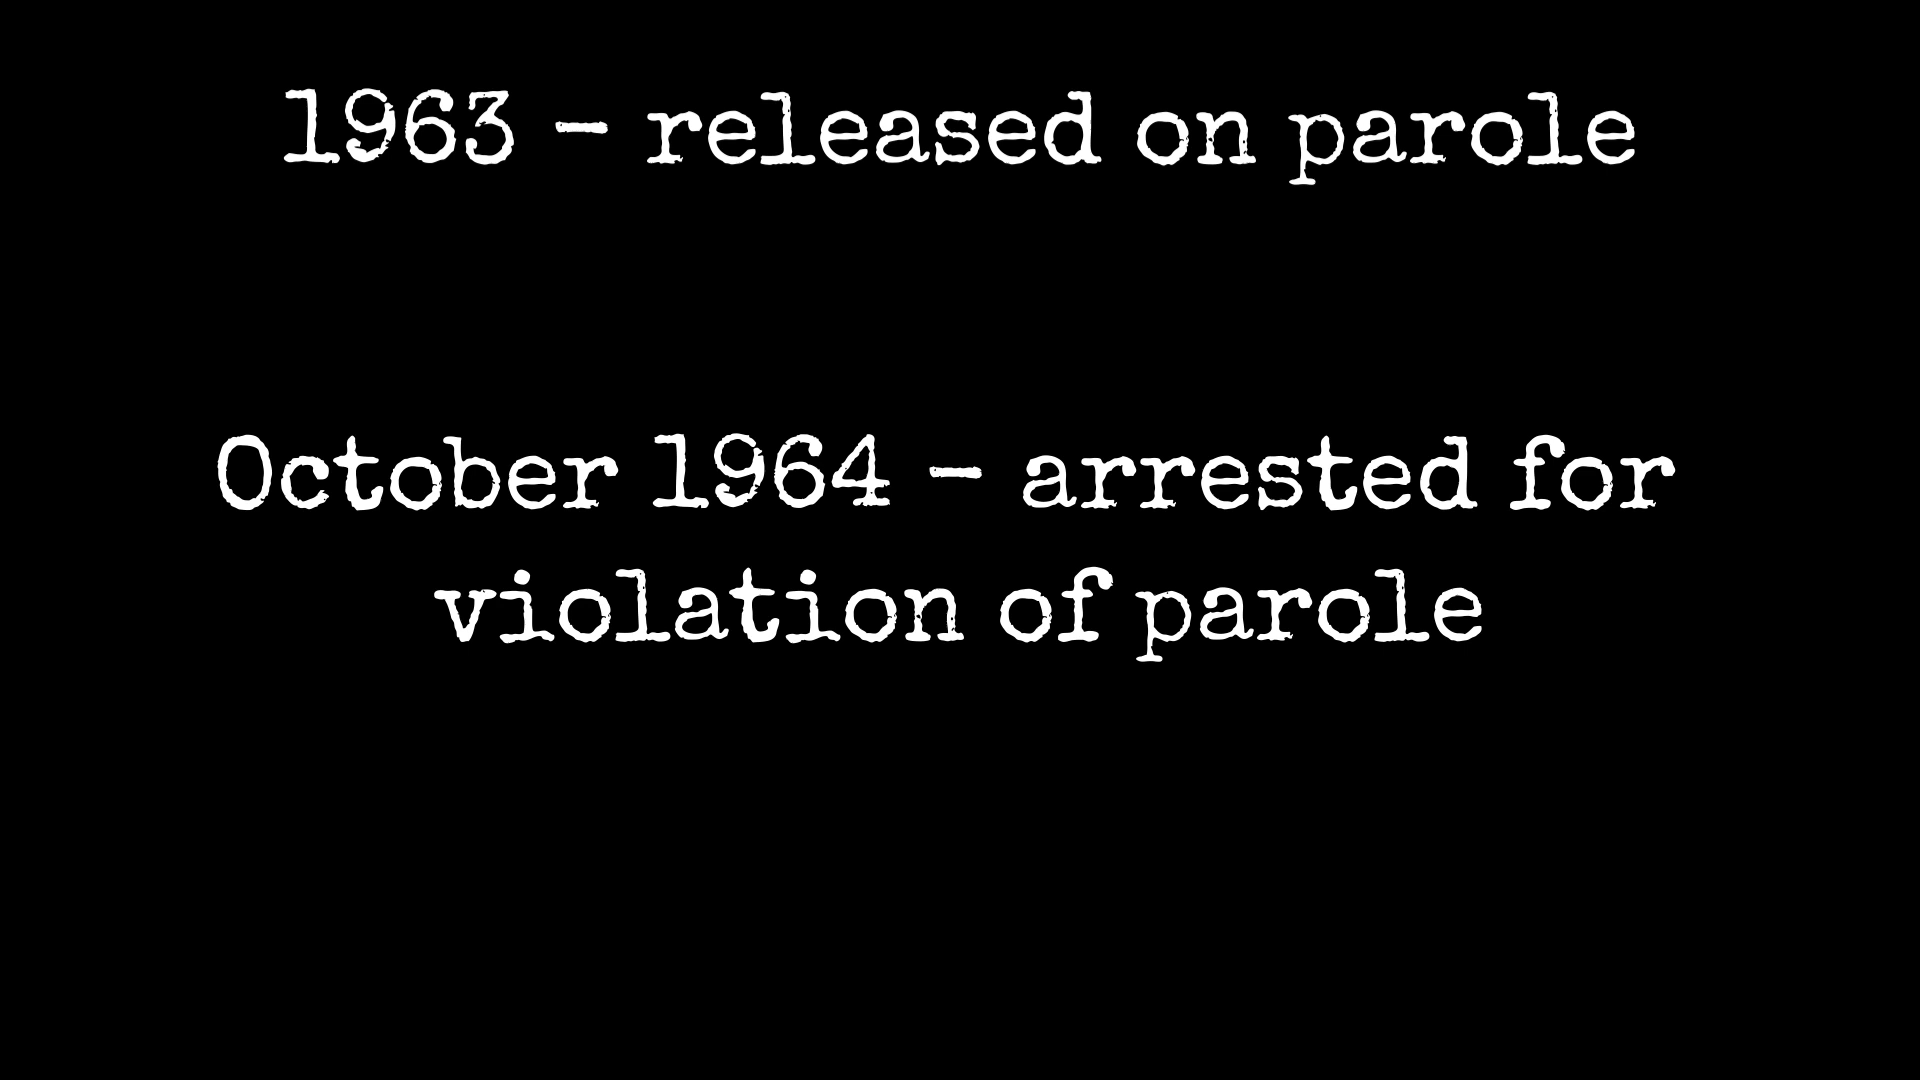 1963 - released on parole
October 1964 - arrested for
violation of parole